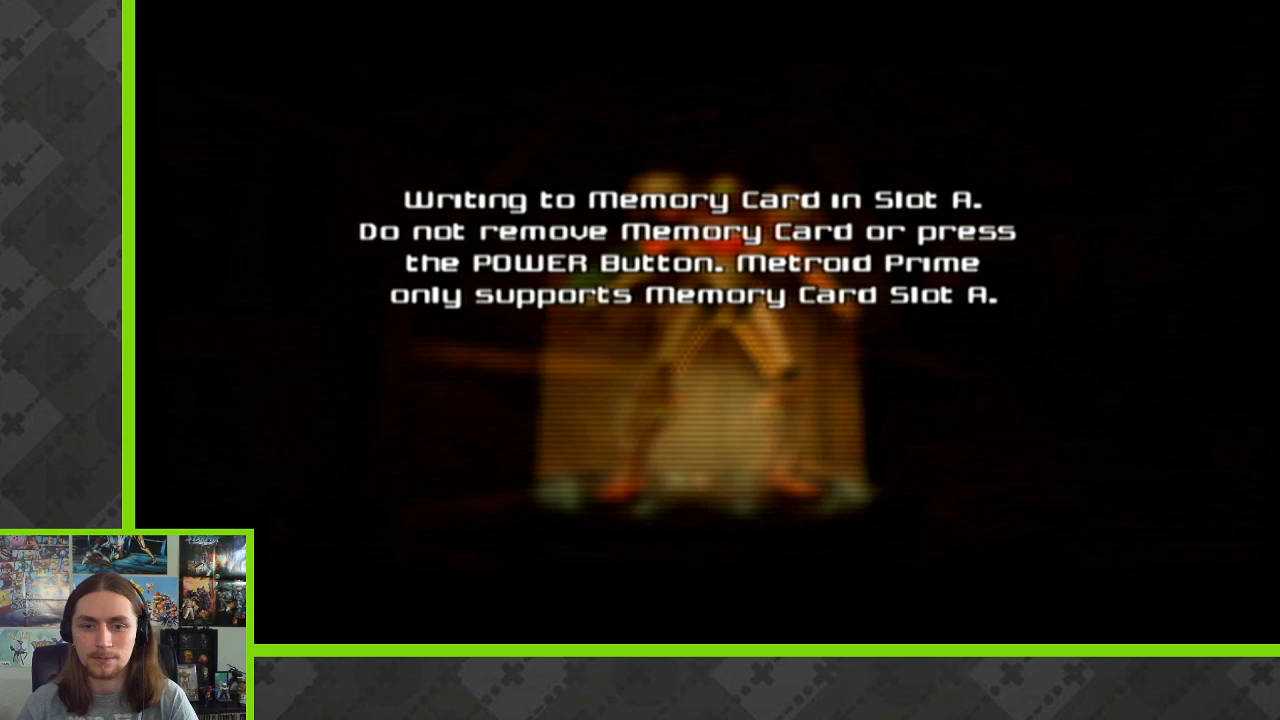 Writing to Memory Card in Slot A.
Do not remove Memory Card or press
the POWER Button. Metroid Prime
only supports Memory Card Slot A.